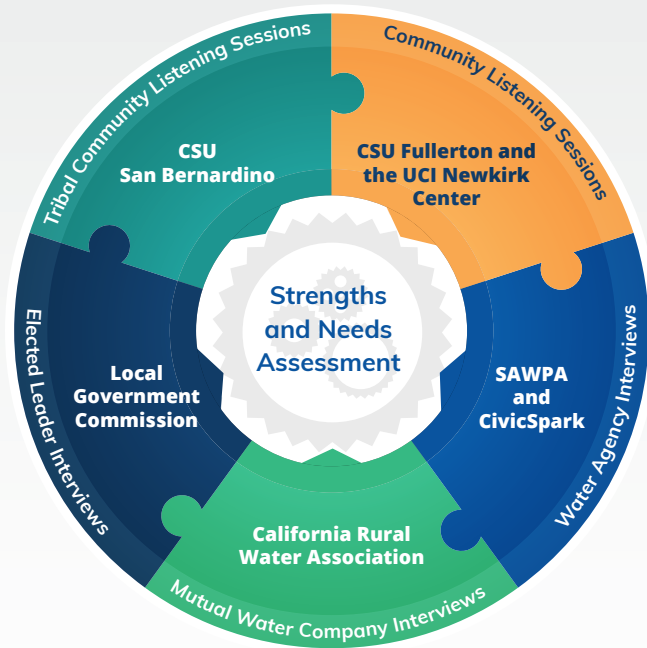 Tribal Community Listening Sessions
CSU
San Bernardino
Community Listening Sessions
CSU Fullerton and
the UCI Newkirk
Center
Strengths
and Needs
Assessment
Elected Leader Interviews
Local
Government
Commission
SAWPA
and
CivicSpark
Water Agency Interviews
California Rural
Water Association
Mutual Water Company Interviews